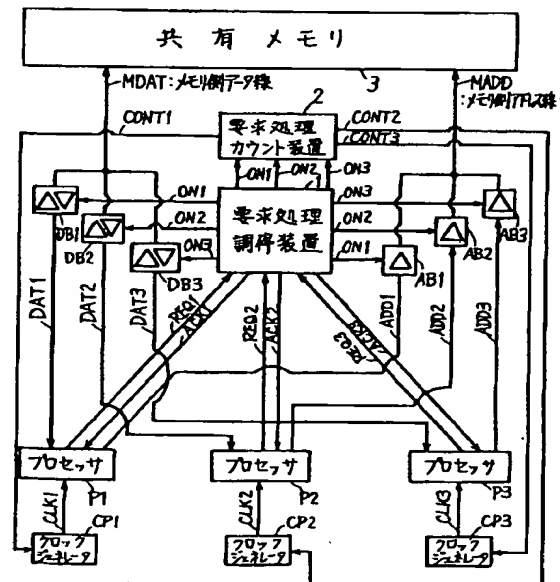 共有メモリ
3
MDAT:メモリ側データ線
MADD
:メモリ側アドレス線
CONT1
2
CONT2
CONT3
要求処理
カウント装置
ON1
ON2
ON3
1
要求処理
調停装置
ON1
ON2
ON3
ON3
ON2
ON1
DB1
DB2
DB3
AB1
AB2
AB3
DAT1
DAT2
DAT3
REQ1
ACK1
REQ2
ACK2
REQ3
ACK3
ADD1
ADD2
ADD3
プロセッサ
P1
プロセッサ
P2
プロセッサ
P3
CLK1
CLK2
CLK3
クロック
ジェネレータ
CP1
クロック
ジェネレータ
CP2
クロック
ジェネレータ
CP3